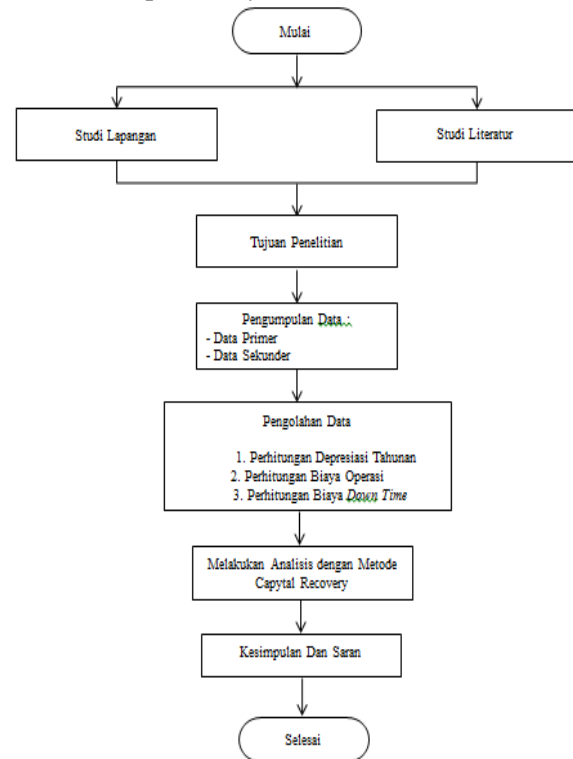 Mulai
Studi Lapangan
Studi Literatur
Tujuan Penelitian
Pengumpulan Data :
- Data Primer
- Data Sekunder
Pengolahan Data
1. Perhitungan Depresiasi Tahunan
2. Perhitungan Biaya Operasi
3. Perhitungan Biaya Down Time
Melakukan Analisis dengan Metode
Capytal Recovery
Kesimpulan Dan Saran
Selesai